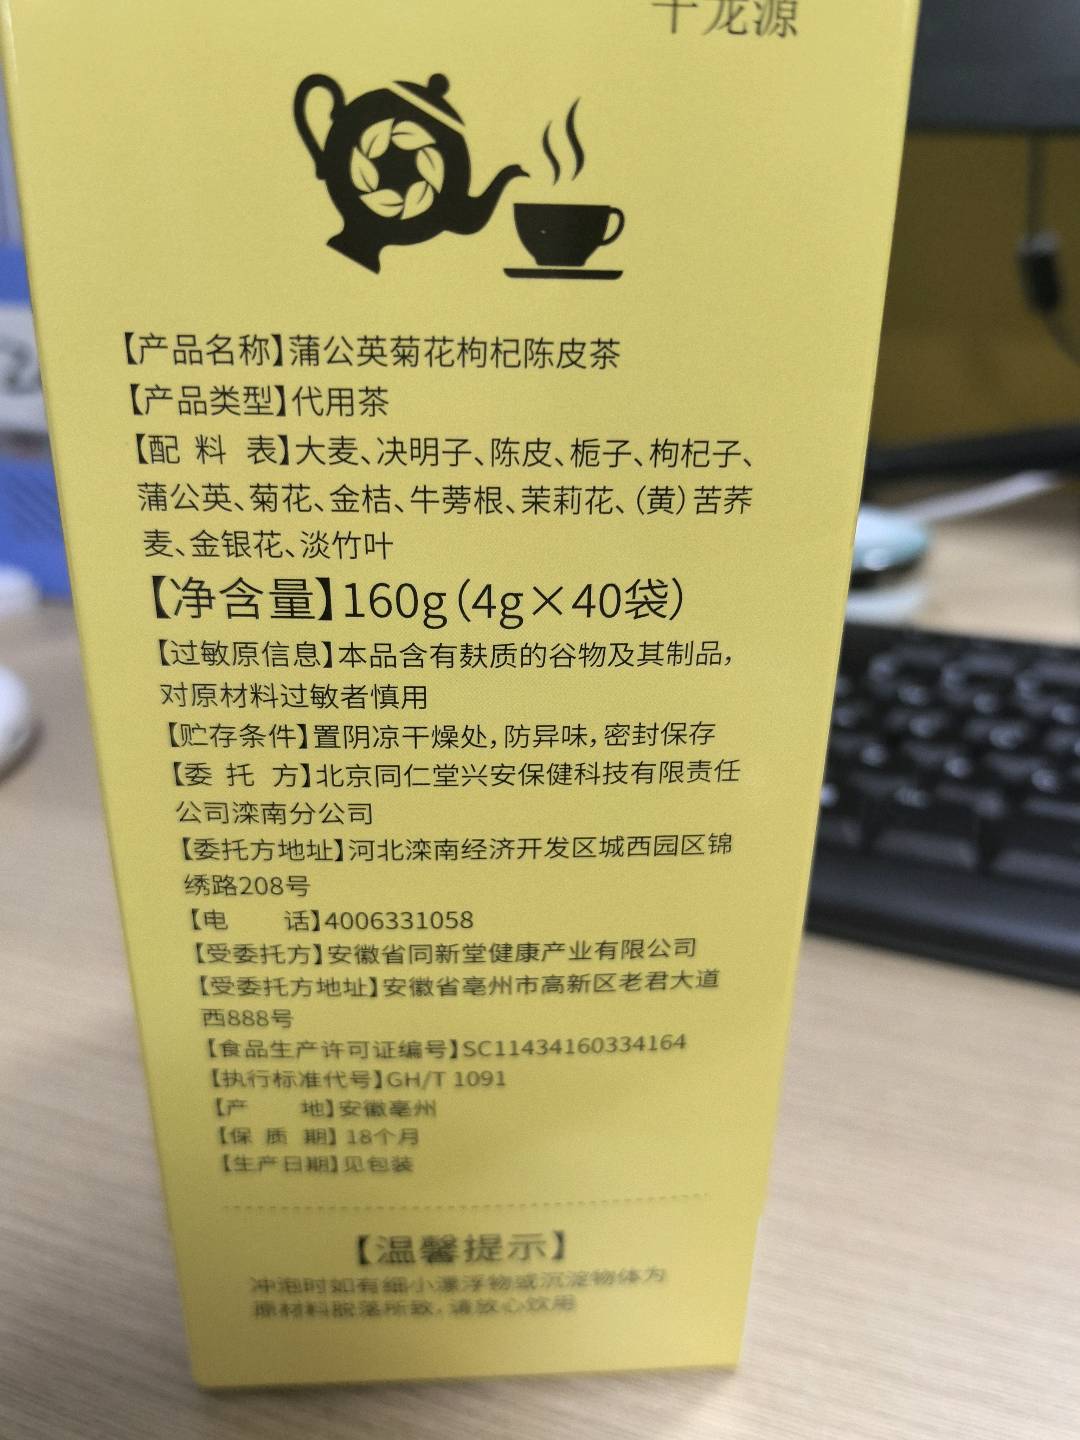 龙源
【产品名称】蒲公英菊花枸杞陈皮茶
【产品类型】代用茶
【配 料 表】大麦、决明子、陈皮、栀子、枸杞子、
蒲公英、菊花、金桔、牛蒡根、茉莉花、（黄）苦荞
麦、金银花、淡竹叶
【净含量】160g（4g×40袋）
【过敏原信息】本品含有麸质的谷物及其制品，
对原材料过敏者慎用
【贮存条件】置阴凉干燥处，防异味，密封保存
【委 托 方】北京同仁堂兴安保健科技有限责任
公司滦南分公司
【委托方地址】河北滦南经济开发区城西园区锦
绣路208号
【电 话】4006331058
【受委托方】安徽省同新堂健康产业有限公司
【受委托方地址】安徽省亳州市高新区老君大道
西888号
【食品生产许可证编号】SC11434160334164
【执行标准代号】GH/T 1091
【产 地】安徽亳州
【保 质 期】18个月
【生产日期】见包装
【温馨提示】
冲泡时如有细小漂浮物或沉淀物体为
原材料脱落所致，请放心饮用